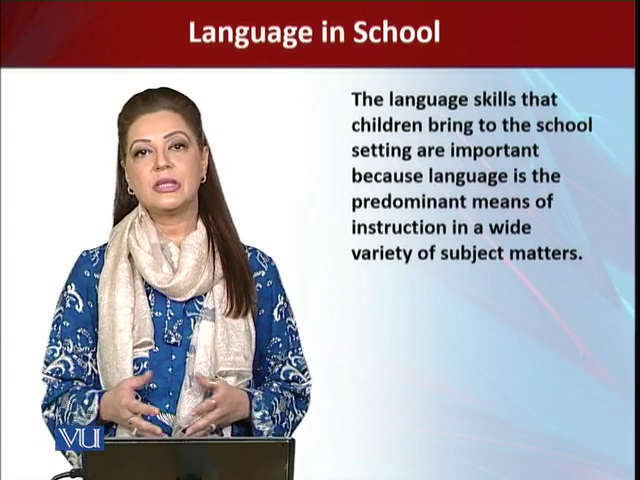 Language in School
The language skills that
children bring to the school
setting are important
because language is the
predominant means of
instruction in a wide
variety of subject matters.
VU